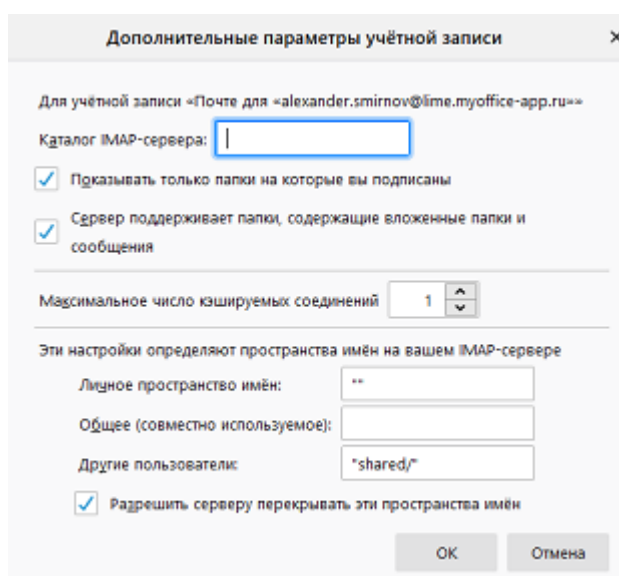 Дополнительные параметры учётной записи
Для учётной записи «Почте для «alexander.smirnov@lime.myoffice-app.ru»»
Каталог IMAP-сервера:
Показывать только папки на которые вы подписаны
Сервер поддерживает папки, содержащие вложенные папки и
сообщения
Максимальное число кэшируемых соединений 1
Эти настройки определяют пространства имён на вашем IMAP-сервере
Личное пространство имён: ""
Общее (совместно используемое):
Другие пользователи: "shared/"
Разрешить серверу перекрывать эти пространства имён
ОК Отмена